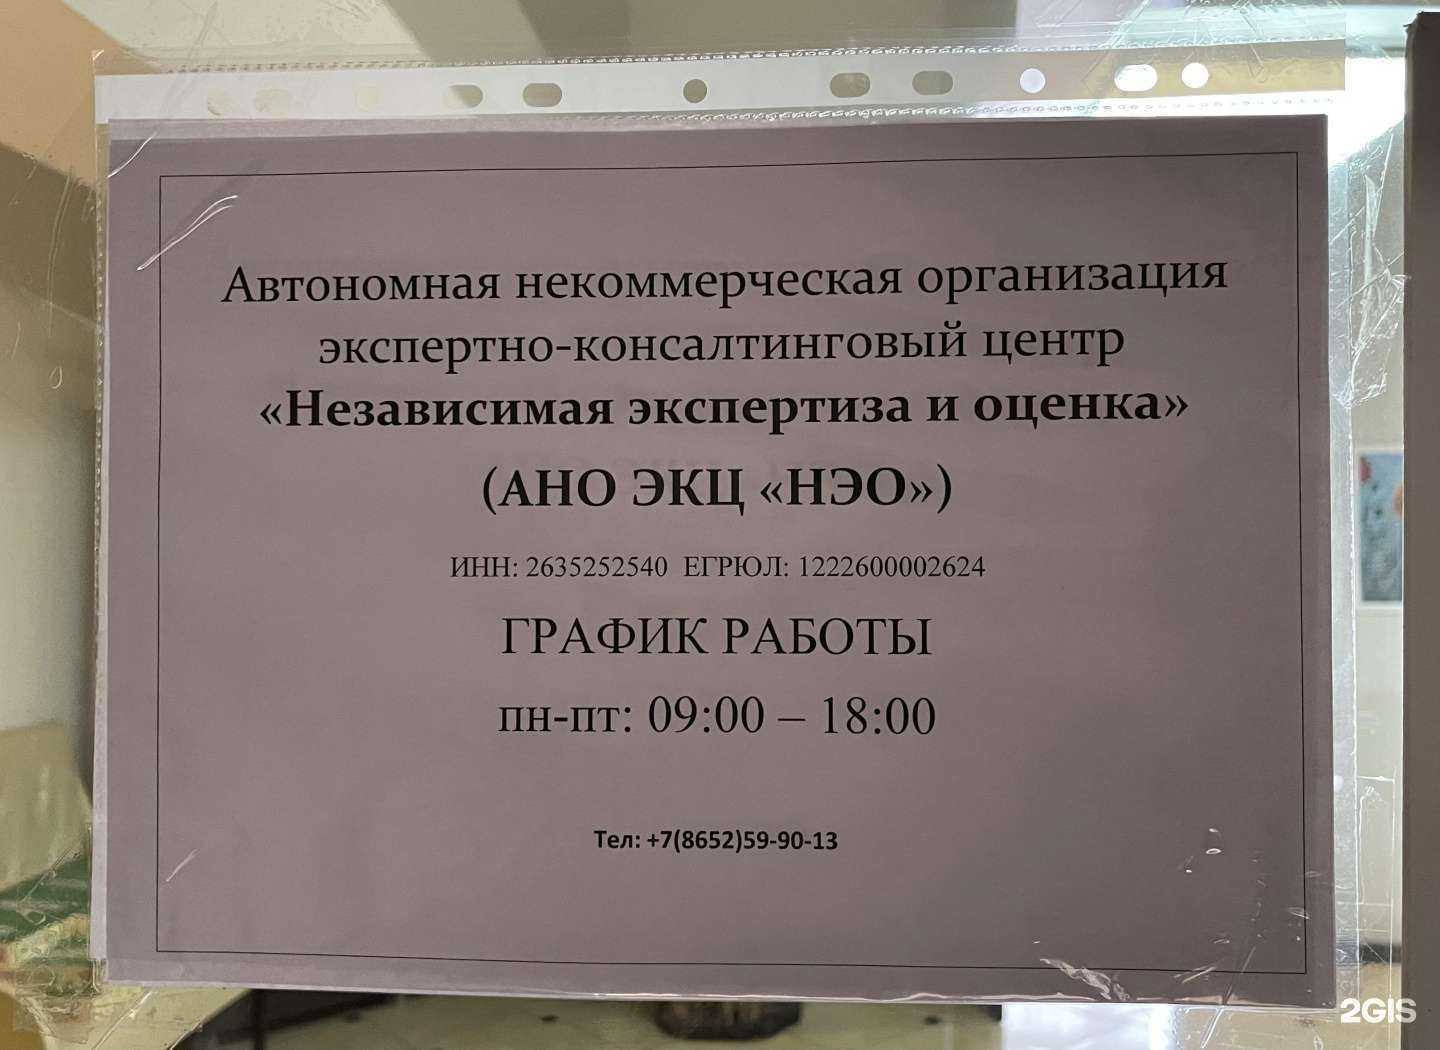 Автономная некоммерческая организация
экспертно-консалтинговый центр
«Независимая экспертиза и оценка»
(АНО ЭКЦ «НЭО»)
ИНН: 2635252540 ЕГРЮЛ: 1222600002624
ГРАФИК РАБОТЫ
пн-пт: 09:00 – 18:00
Тел: +7(8652)59-90-13
2GIS